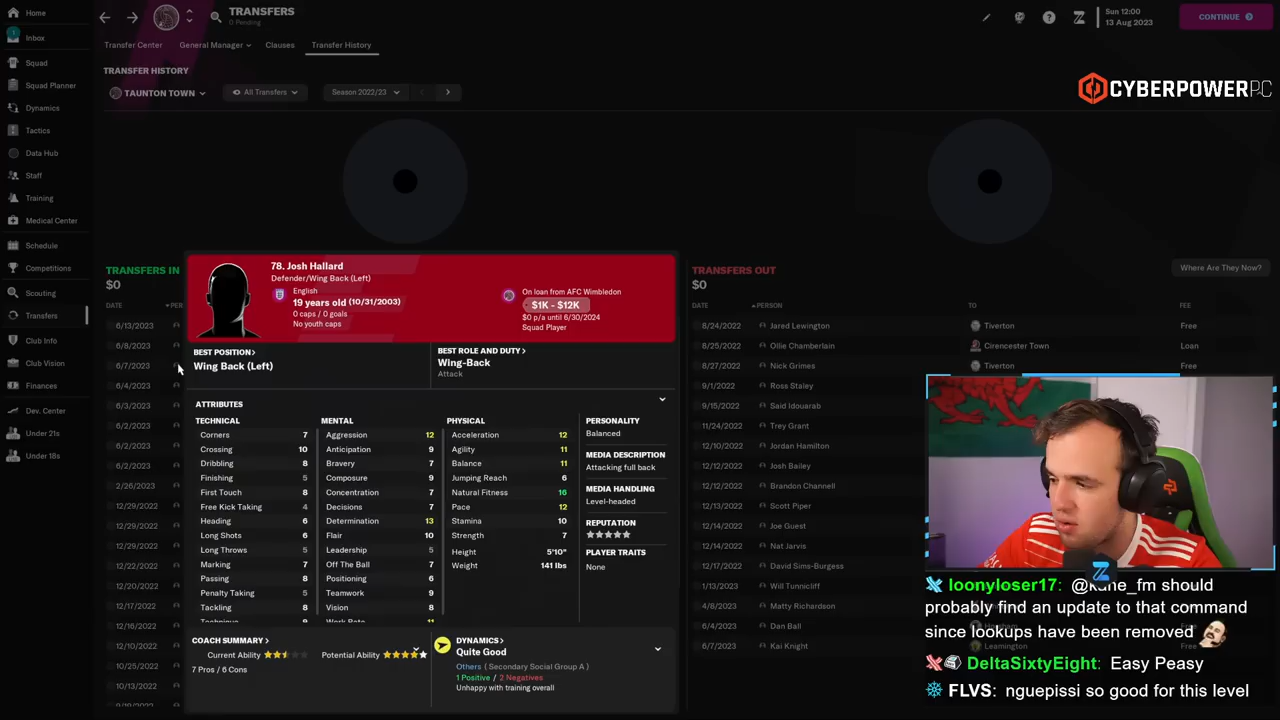 Home
Inbox
1
Squad
Squad Planner
Dynamics
Tactics
Data Hub
Staff
Training
Medical Center
Schedule
Competitions
Scouting
Transfers
Club Info
Club Vision
Finances
Dev. Center
Under 21s
Under 18s
TRANSFERS
0 Pending
Sun 12:00
13 Aug 2023
CONTINUE
Transfer Center
General Manager
Clauses
Transfer History
TRANSFER HISTORY
TAUNTON TOWN
All Transfers
Season 2022/23
CYBERPOWERPC
TRANSFERS IN
$0
DATE
PER
6/13/2023
6/8/2023
6/7/2023
6/4/2023
6/3/2023
6/2/2023
6/2/2023
6/2/2023
2/26/2023
12/29/2022
12/29/2022
12/29/2022
12/22/2022
12/20/2022
12/17/2022
12/16/2022
12/10/2022
10/25/2022
10/13/2022
9/19/2022
78. Josh Hallard
Defender/Wing Back (Left)
English
19 years old (10/31/2003)
0 caps / 0 goals
No youth caps
On loan from AFC Wimbledon
$1K - $12K
$0 p/a until 6/30/2024
Squad Player
BEST POSITION
Wing Back (Left)
BEST ROLE AND DUTY
Wing-Back
Attack
ATTRIBUTES
TECHNICAL
Corners 7
Crossing 10
Dribbling 8
Finishing 5
First Touch 8
Free Kick Taking 4
Heading 6
Long Shots 6
Long Throws 5
Marking 7
Passing 8
Penalty Taking 5
Tackling 8
Technique 9
MENTAL
Aggression 12
Anticipation 9
Bravery 7
Composure 9
Concentration 7
Decisions 7
Determination 13
Flair 10
Leadership 5
Off The Ball 7
Positioning 6
Teamwork 9
Vision 8
Work Rate 11
PHYSICAL
Acceleration 12
Agility 11
Balance 11
Jumping Reach 6
Natural Fitness 16
Pace 12
Stamina 10
Strength 7
Height 5'10"
Weight 141 lbs
PERSONALITY
Balanced
MEDIA DESCRIPTION
Attacking full back
MEDIA HANDLING
Level-headed
REPUTATION
PLAYER TRAITS
None
COACH SUMMARY
Current Ability
Potential Ability
7 Pros / 6 Cons
DYNAMICS
Quite Good
Others ( Secondary Social Group A )
1 Positive / 2 Negatives
Unhappy with training overall
TRANSFERS OUT
$0
Where Are They Now?
DATE PERSON TO FEE
8/24/2022 Jared Lewington Tiverton Free
8/25/2022 Ollie Chamberlain Cirencester Town Loan
8/27/2022 Nick Grimes Tiverton Free
9/1/2022 Ross Staley
9/15/2022 Said Idouarab
11/24/2022 Trey Grant
12/10/2022 Jordan Hamilton
12/12/2022 Josh Bailey
12/12/2022 Brandon Channell
12/13/2022 Scott Piper
12/14/2022 Joe Guest
12/14/2022 Nat Jarvis
12/17/2022 David Sims-Burgess
1/13/2023 Will Tunnicliff
4/6/2023 Matty Richardson
6/4/2023 Dan Ball
6/7/2023 Kai Knight Leamington Free
loonyloser17: @kane_fm should
probably find an update to that command
since lookups have been removed
DeltaSixtyEight: Easy Peasy
FLVS: nguepissi so good for this level